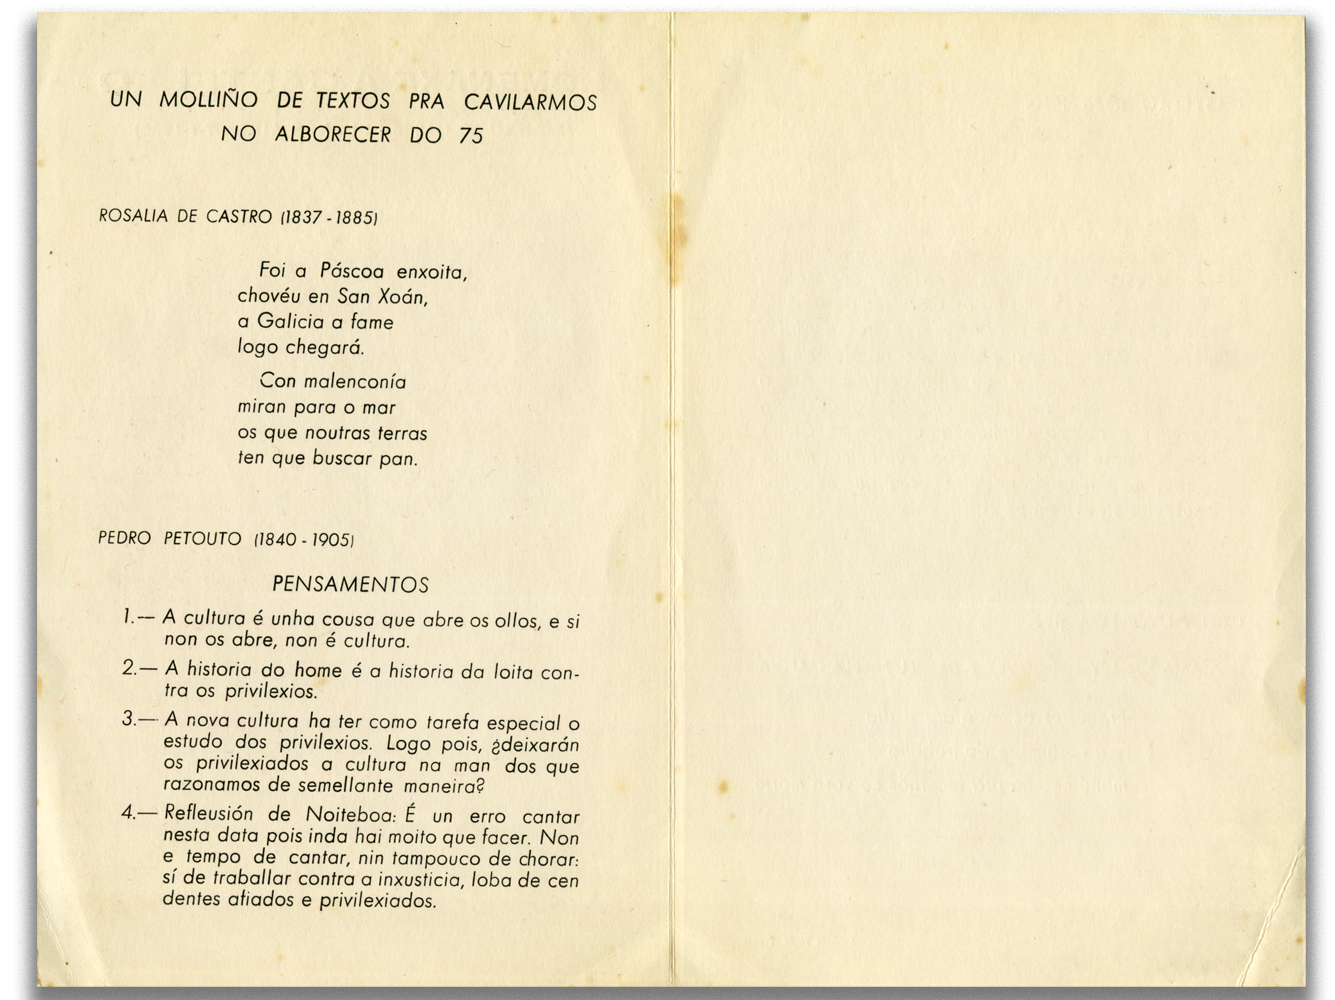 UN MOLLIÑO DE TEXTOS PRA CAVILARMOS
NO ALBORECER DO 75
ROSALIA DE CASTRO (1837 - 1885)
Foi a Páscoa enxoita,
chovéu en San Xoán,
a Galicia a fame
logo chegará.
Con malenconía
miran para o mar
os que noutras terras
ten que buscar pan.
PEDRO PETOUTO (1840 - 1905)
PENSAMENTOS
1.— A cultura é unha cousa que abre os ollos, e si
non os abre, non é cultura.
2.— A historia do home é a historia da loita con-
tra os privilexios.
3.— A nova cultura ha ter como tarefa especial o
estudo dos privilexios. Logo pois, ¿deixarán
os privilexiados a cultura na man dos que
razonamos de semellante maneira?
4.— Refleusión de Noiteboa: É un erro cantar
nesta data pois inda hai moito que facer. Non
e tempo de cantar, nin tampouco de chorar:
sí de traballar contra a inxusticia, loba de cen
dentes afiados e privilexiados.